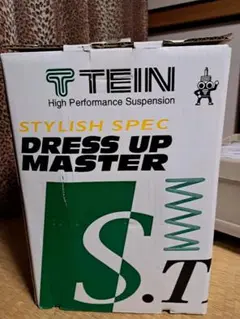 TEIN
High Performance Suspension
STYLISH SPEC
DRESS UP
MASTER
S.T